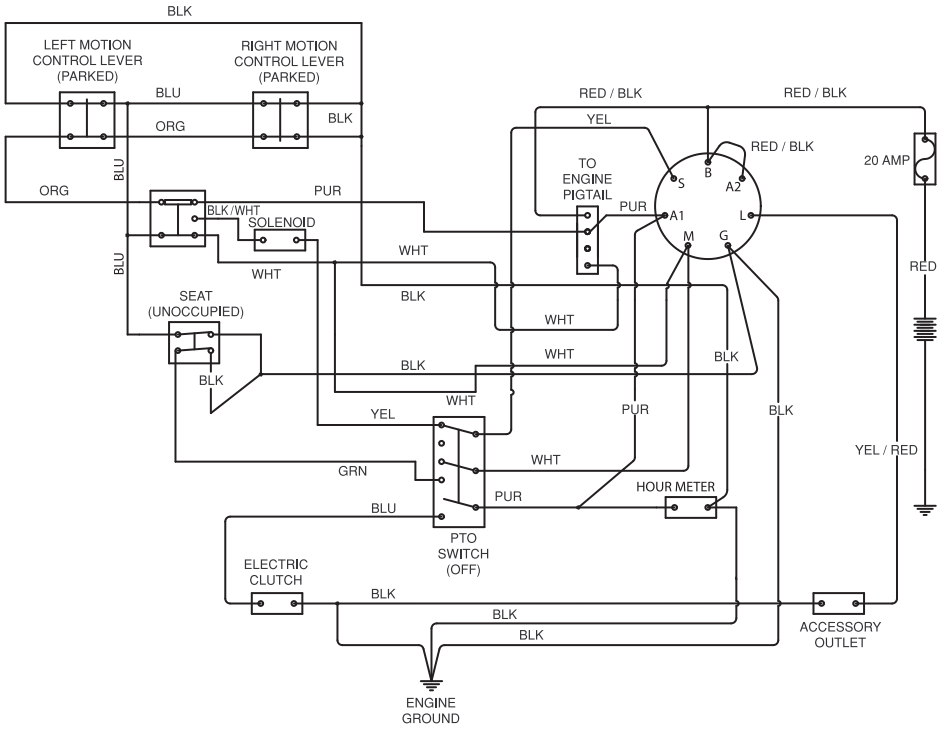 BLK
LEFT MOTION
CONTROL LEVER
(PARKED)
RIGHT MOTION
CONTROL LEVER
(PARKED)
BLU
BLK
ORG
BLU
ORG
PUR
BLK/WHT
SOLENOID
WHT
WHT
BLU
BLK
SEAT
(UNOCCUPIED)
BLK
RED / BLK
RED / BLK
YEL
RED / BLK
20 AMP
TO
ENGINE
PIGTAIL
PUR
S
B
A2
A1
L
M
G
RED
WHT
WHT
BLK
BLK
WHT
PUR
BLK
YEL
YEL / RED
GRN
WHT
HOUR METER
PUR
BLU
PTO
SWITCH
(OFF)
ELECTRIC
CLUTCH
BLK
BLK
BLK
ACCESSORY
OUTLET
ENGINE
GROUND